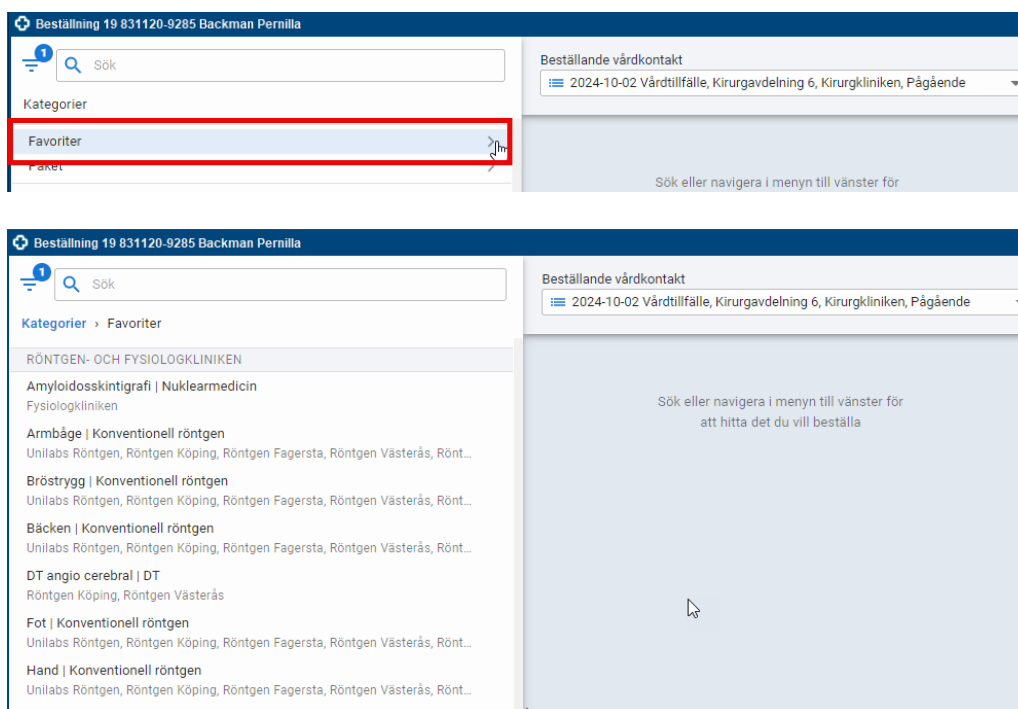 Beställning 19 831120-9285 Backman Pernilla
1
Sök
Kategorier
Favoriter
Paket
Beställande vårdkontakt
2024-10-02 Vårdtillfälle, Kirurgavdelning 6, Kirurgkliniken, Pågående
Sök eller navigera i menyn till vänster för
Beställning 19 831120-9285 Backman Pernilla
1
Sök
Kategorier › Favoriter
RÖNTGEN- OCH FYSIOLOGKLINIKEN
Amyloidosskintigrafi | Nuklearmedicin
Fysiologkliniken
Armbåge | Konventionell röntgen
Unilabs Röntgen, Röntgen Köping, Röntgen Fagersta, Röntgen Västerås, Rönt...
Bröstrygg | Konventionell röntgen
Unilabs Röntgen, Röntgen Köping, Röntgen Fagersta, Röntgen Västerås, Rönt...
Bäcken | Konventionell röntgen
Unilabs Röntgen, Röntgen Köping, Röntgen Fagersta, Röntgen Västerås, Rönt...
DT angio cerebral | DT
Röntgen Köping, Röntgen Västerås
Fot | Konventionell röntgen
Unilabs Röntgen, Röntgen Köping, Röntgen Fagersta, Röntgen Västerås, Rönt...
Hand | Konventionell röntgen
Unilabs Röntgen, Röntgen Köping, Röntgen Fagersta, Röntgen Västerås, Rönt...
Beställande vårdkontakt
2024-10-02 Vårdtillfälle, Kirurgavdelning 6, Kirurgkliniken, Pågående
Sök eller navigera i menyn till vänster för
att hitta det du vill beställa